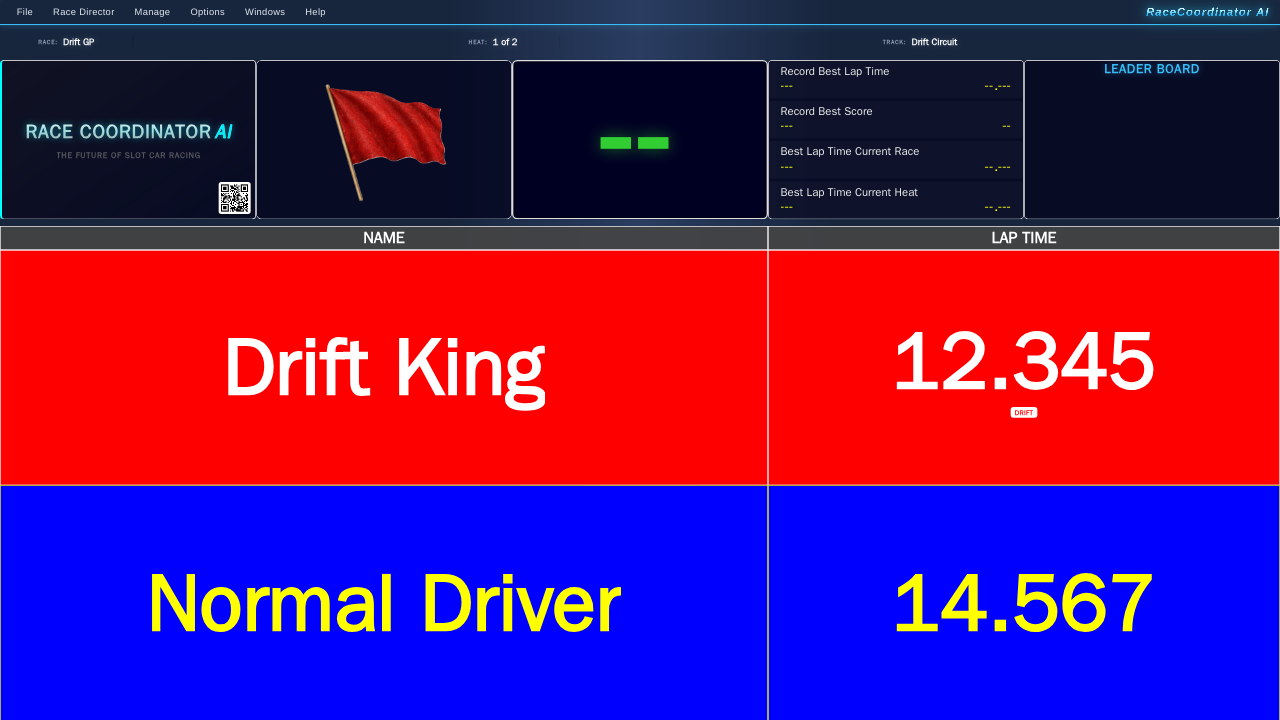 File Race Director Manage Options Windows Help RaceCoordinator AI
RACE: Drift GP HEAT: 1 of 2 TRACK: Drift Circuit
RACE COORDINATOR AI
THE FUTURE OF SLOT CAR RACING
--
Record Best Lap Time
--- --.---
Record Best Score
--- --
Best Lap Time Current Race
--- --.---
Best Lap Time Current Heat
--- --.---
LEADER BOARD
NAME LAP TIME
Drift King 12.345
DRIFT
Normal Driver 14.567